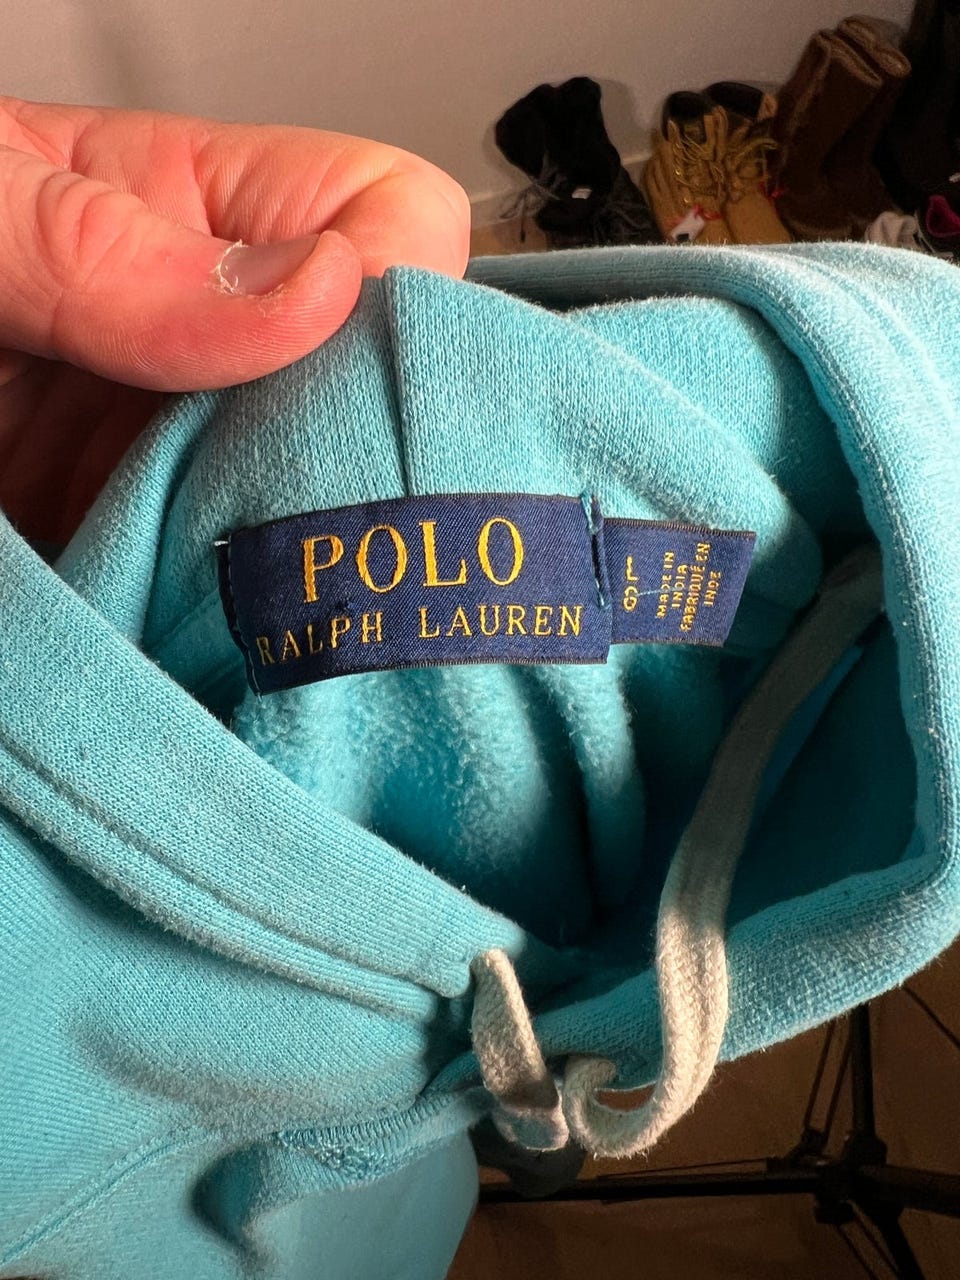 POLO
RALPH LAUREN
L
G
MADE IN
INDIA
FABRIQUÉ EN
INDE